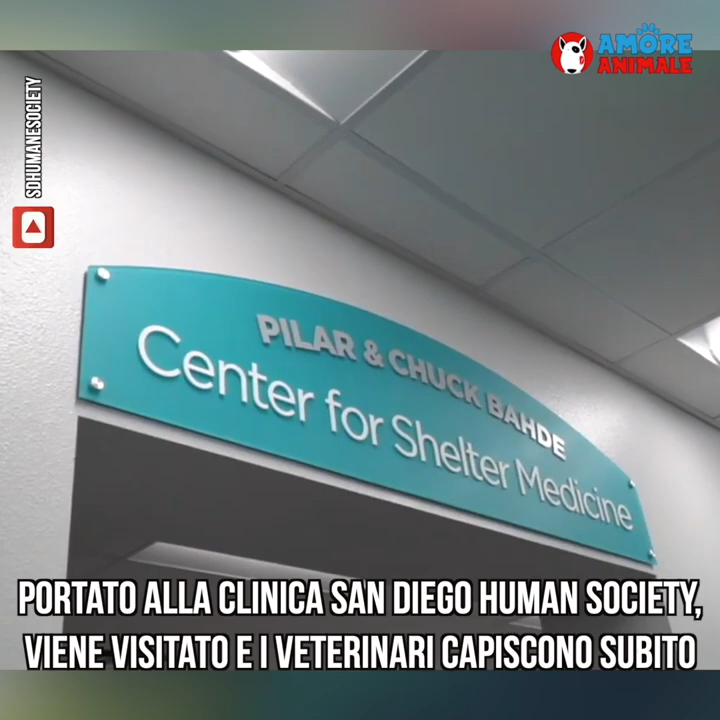 AMORE
ANIMALE
SDHUMANESOCIETY
PILAR & CHUCK BAHDE
Center for Shelter Medicine
PORTATO ALLA CLINICA SAN DIEGO HUMAN SOCIETY,
VIENE VISITATO E I VETERINARI CAPISCONO SUBITO